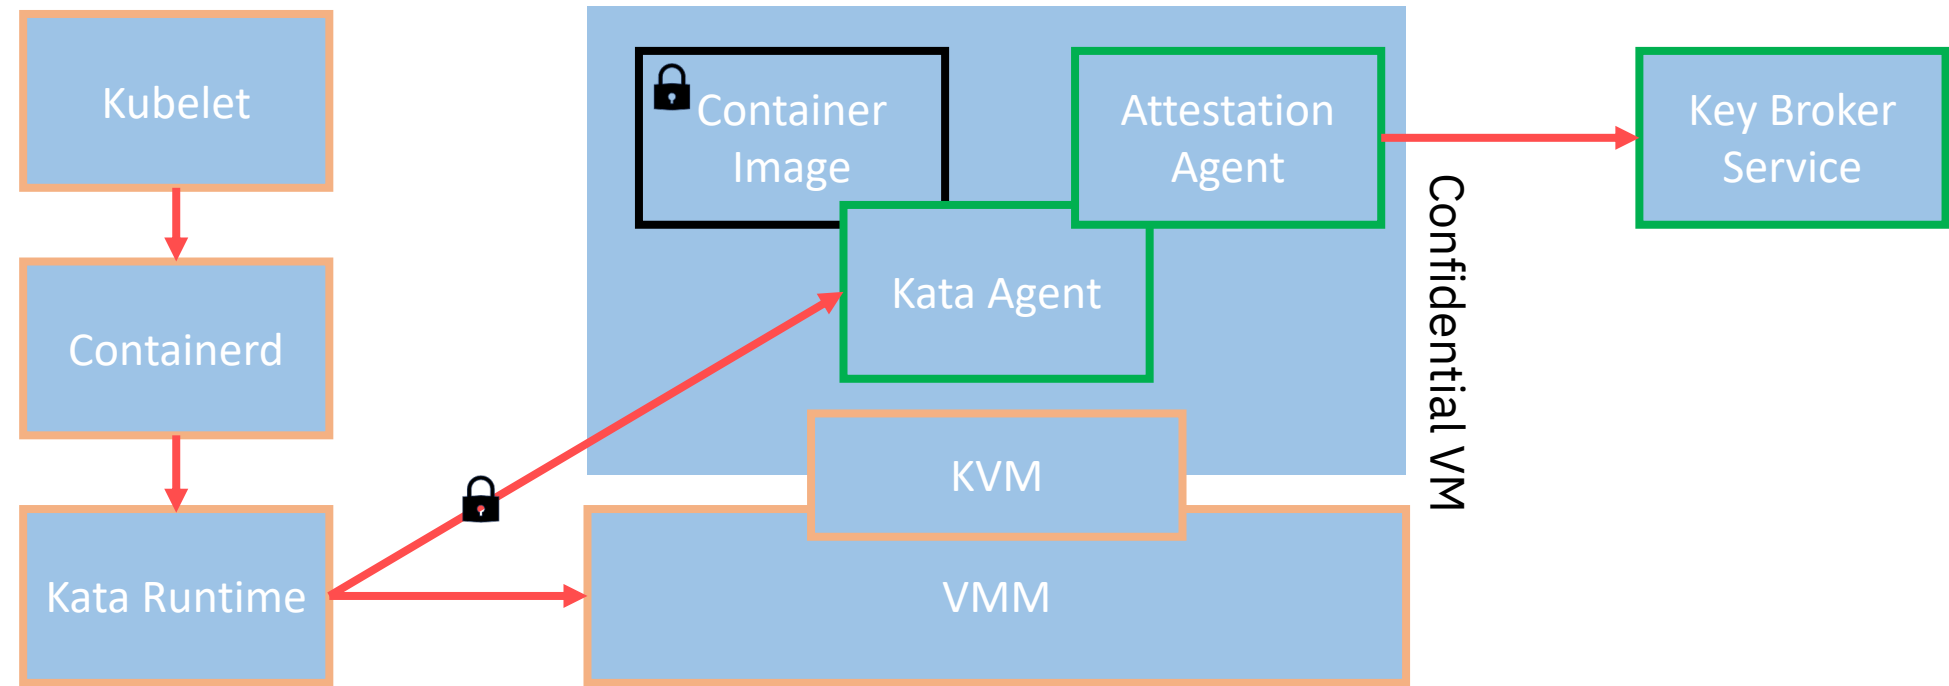 Kubelet
Containerd
Kata Runtime
Container
Image
Attestation
Agent
Kata Agent
KVM
VMM
Confidential VM
Key Broker
Service